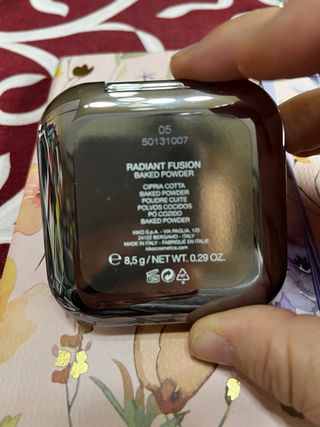 05
50131007
RADIANT FUSION
BAKED POWDER
CIPRIA COTTA
BAKED POWDER
POUDRE CUITE
POLVOS COCIDOS
PÓ COZIDO
BAKED POWDER
KIKO S.p.A. - VIA PAGLIA, 1/D
24122 BERGAMO - ITALY
MADE IN ITALY - FABRIQUÉ EN ITALIE
kikocosmetics.com
℮ 8,5 g / NET WT. 0.29 OZ.